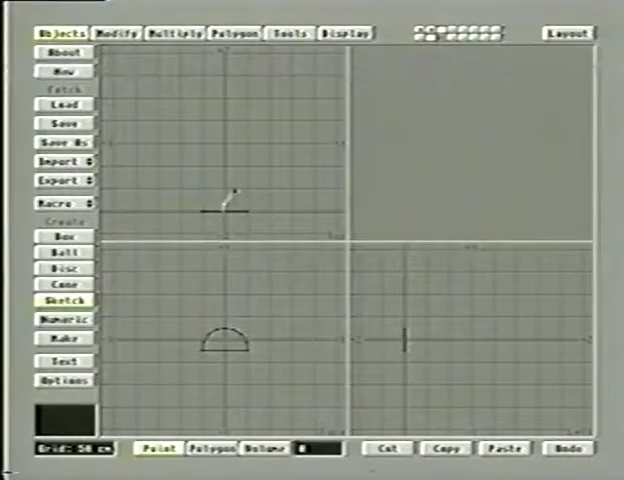 Objects Modify Multiply Polygon Tools Display Layout
About
New
Fetch
Load
Save
Save As
Import
Export
Macro
Create
Box
Ball
Disc
Cone
Sketch
Numeric
Make
Text
Options
Grid: 50 cm Point Polygon Volume 0 Cut Copy Paste Undo